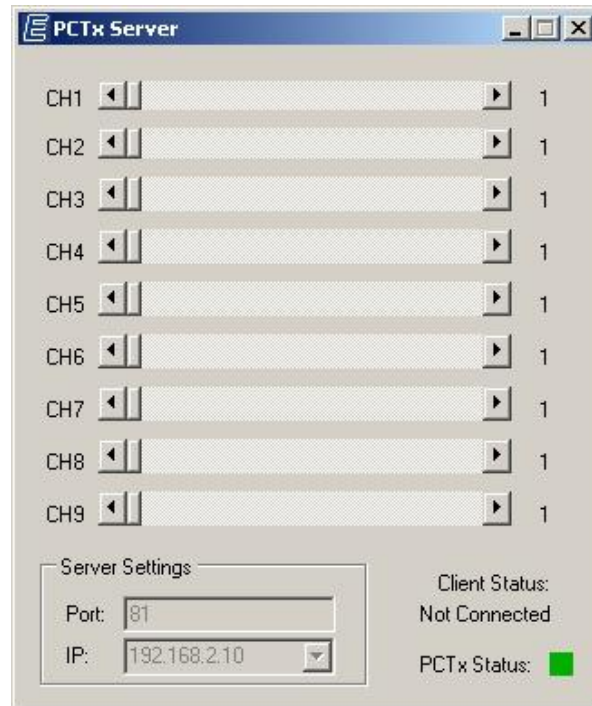 PCTx Server
CH1 1
CH2 1
CH3 1
CH4 1
CH5 1
CH6 1
CH7 1
CH8 1
CH9 1
Server Settings
Port: 81
IP: 192.168.2.10
Client Status:
Not Connected
PCTx Status: